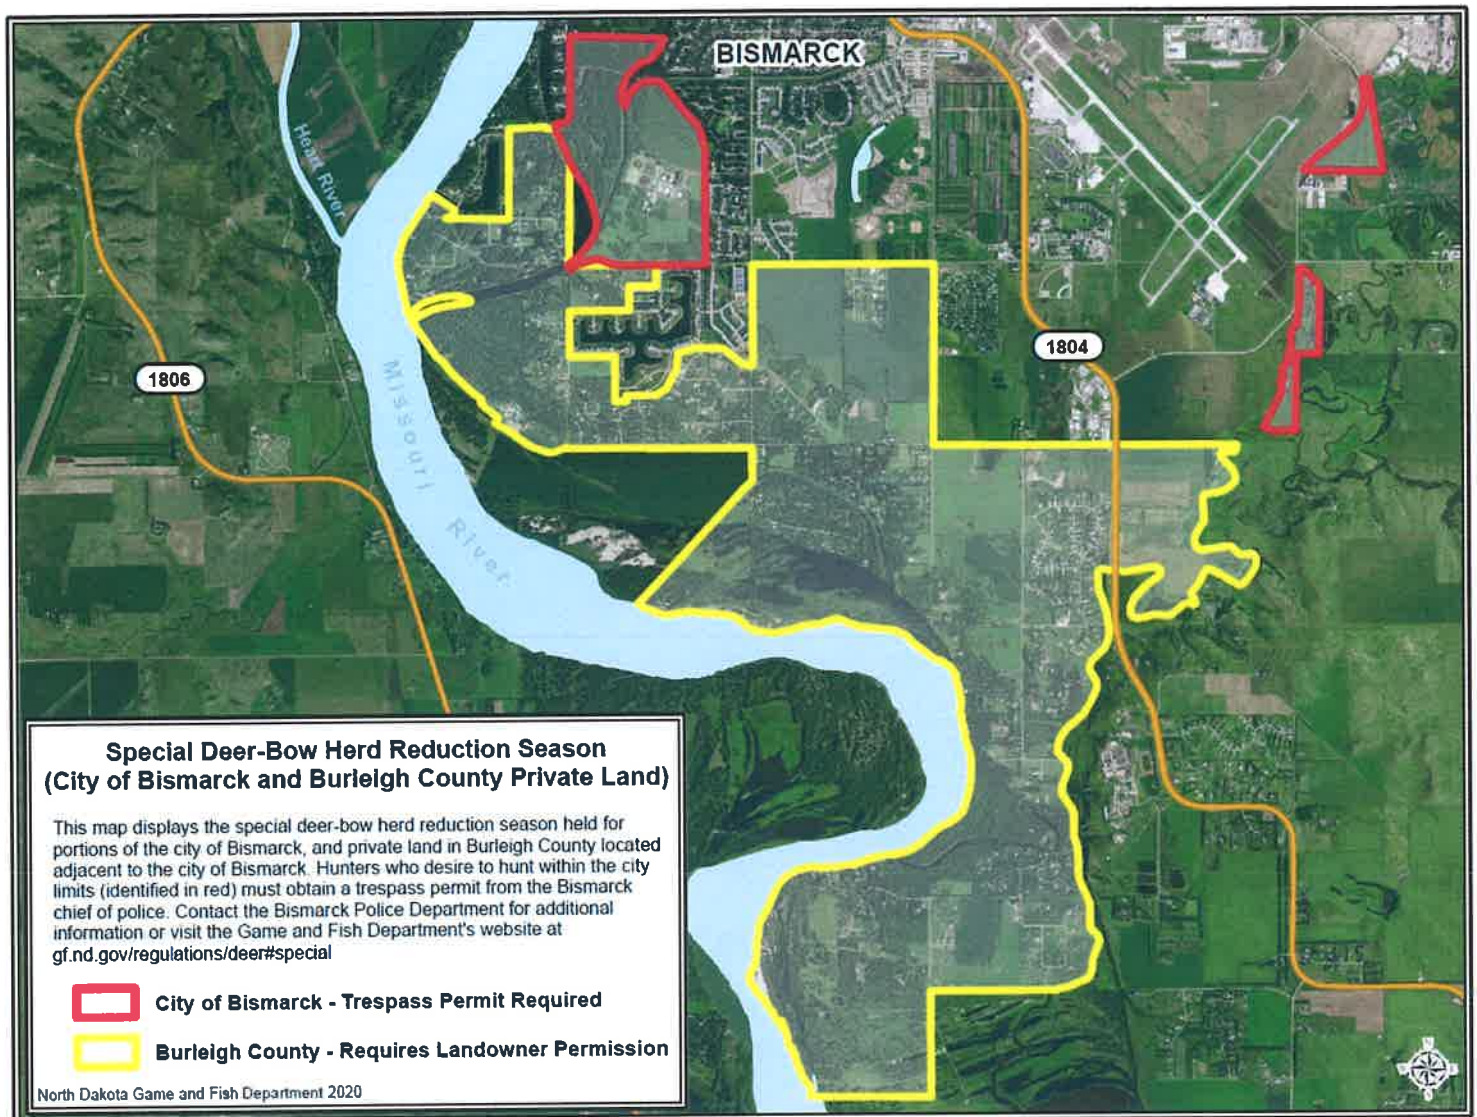 BISMARCK
Heart River
1806
1804
Missouri
River
Special Deer-Bow Herd Reduction Season
(City of Bismarck and Burleigh County Private Land)
This map displays the special deer-bow herd reduction season held for
portions of the city of Bismarck, and private land in Burleigh County located
adjacent to the city of Bismarck. Hunters who desire to hunt within the city
limits (identified in red) must obtain a trespass permit from the Bismarck
chief of police. Contact the Bismarck Police Department for additional
information or visit the Game and Fish Department's website at
gf.nd.gov/regulations/deer#special
City of Bismarck - Trespass Permit Required
Burleigh County - Requires Landowner Permission
North Dakota Game and Fish Department 2020